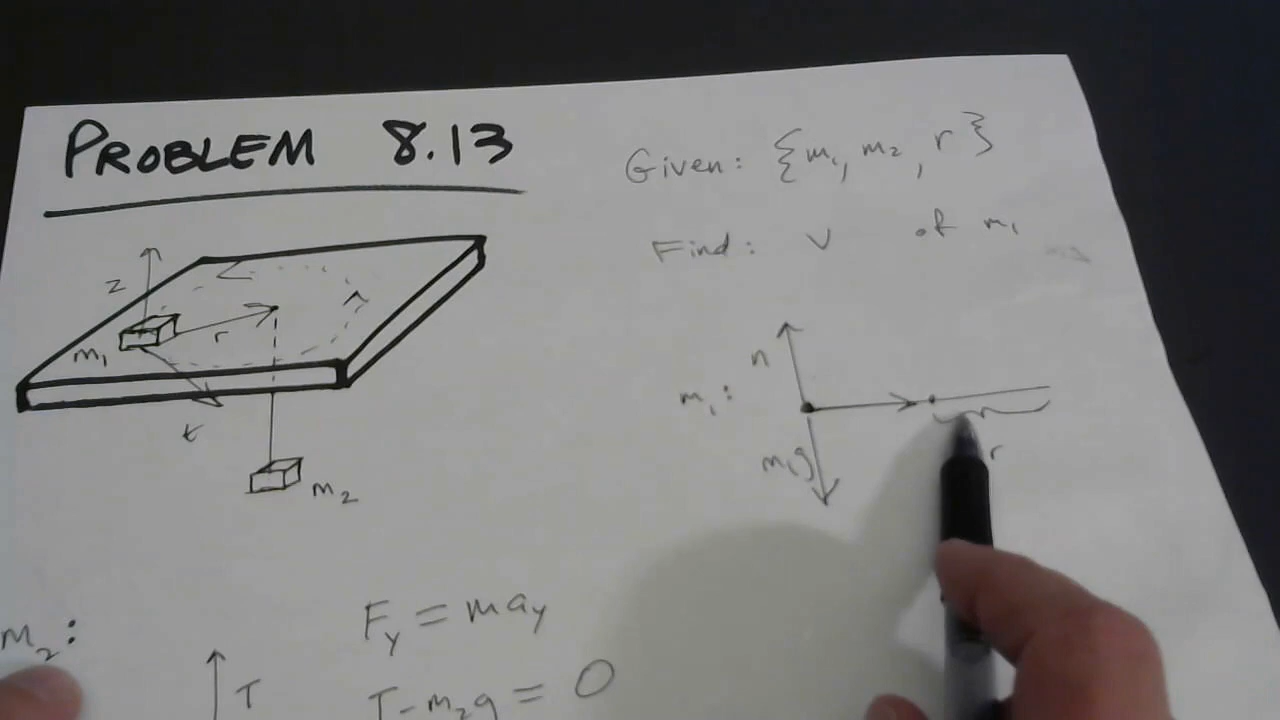 PROBLEM 8.13
Given: {m₁, m₂, r}
Find: v of m₁
z
r
m₁
t
m₂
n
m₁:
r
m₁g
m₂:
T
Fy = may
T - m₂g = 0